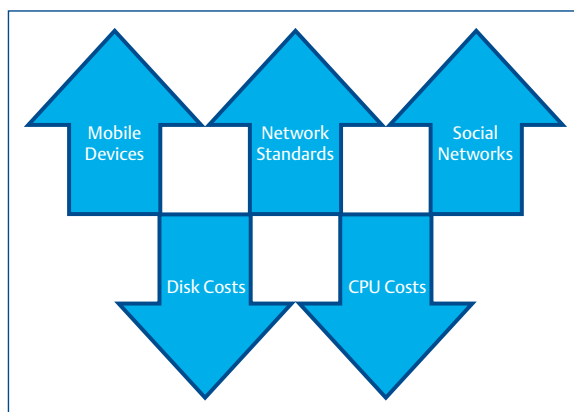 Mobile
Devices
Network
Standards
Social
Networks
Disk Costs
CPU Costs